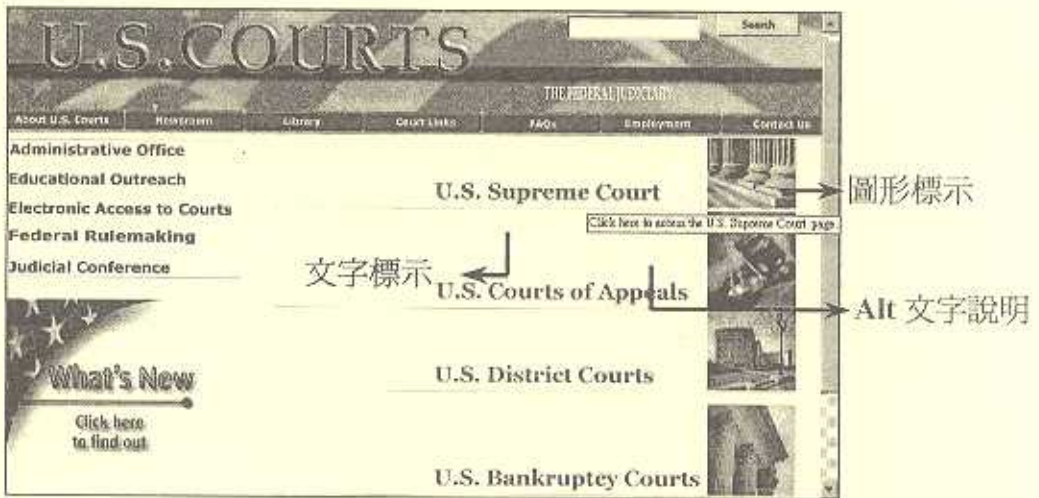 U.S. COURTS
Search
THE FEDERAL JUDICIARY
About U.S. Courts Newsroom Library Court Links FAQs Employment Contact Us
Administrative Office
Educational Outreach
Electronic Access to Courts
Federal Rulemaking
Judicial Conference
U.S. Supreme Court
圖形標示
Click here to access the U.S. Supreme Court page.
文字標示
U.S. Courts of Appeals
Alt 文字說明
What's New
Click here
to find out
U.S. District Courts
U.S. Bankruptcy Courts